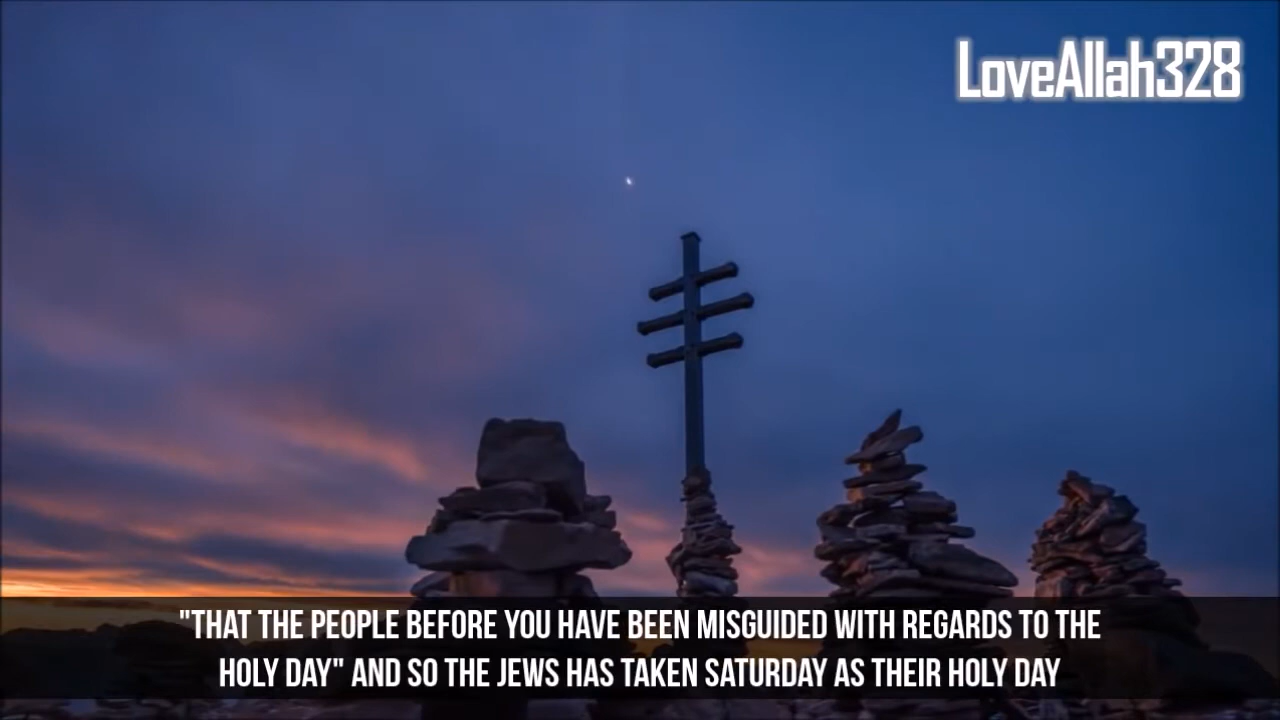 LoveAllah328
"THAT THE PEOPLE BEFORE YOU HAVE BEEN MISGUIDED WITH REGARDS TO THE
HOLY DAY" AND SO THE JEWS HAS TAKEN SATURDAY AS THEIR HOLY DAY